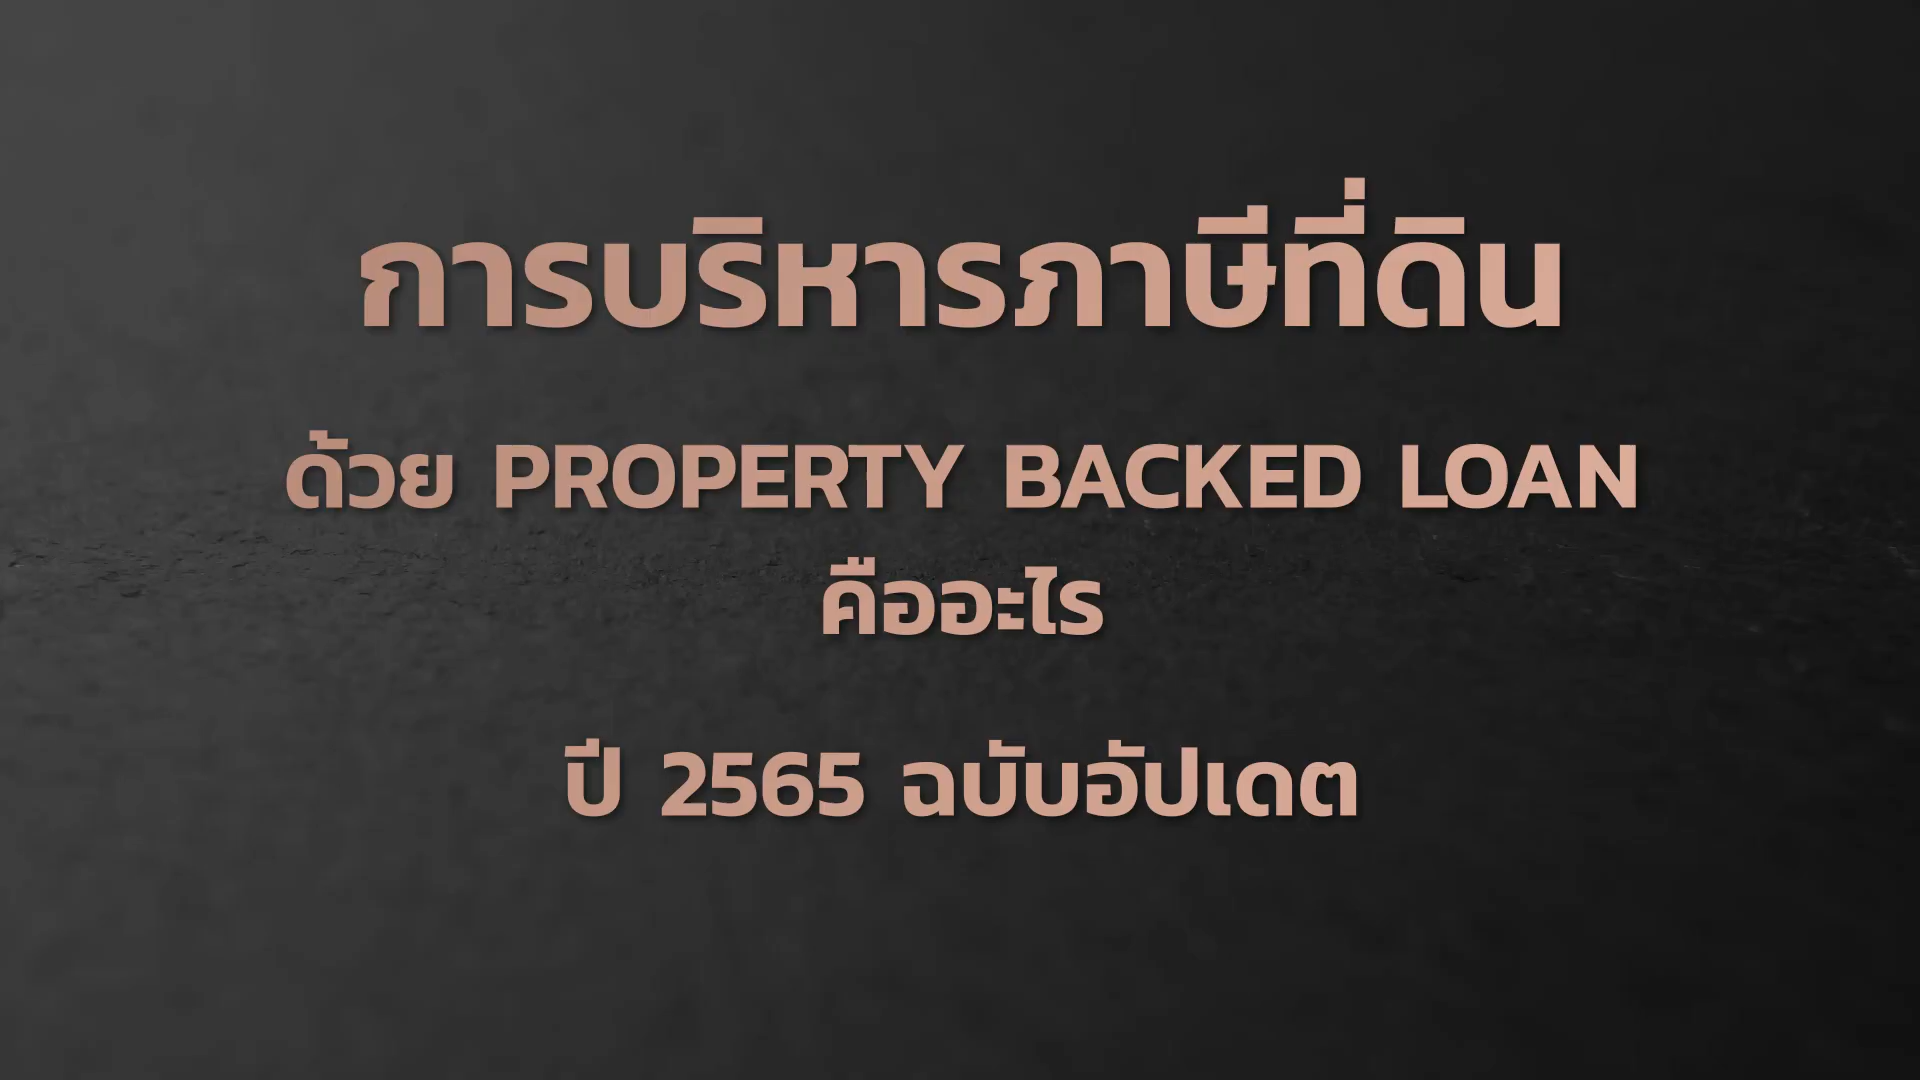 การบริหารภาษีที่ดิน
ด้วย PROPERTY BACKED LOAN
คืออะไร
ปี 2565 ฉบับอัปเดต